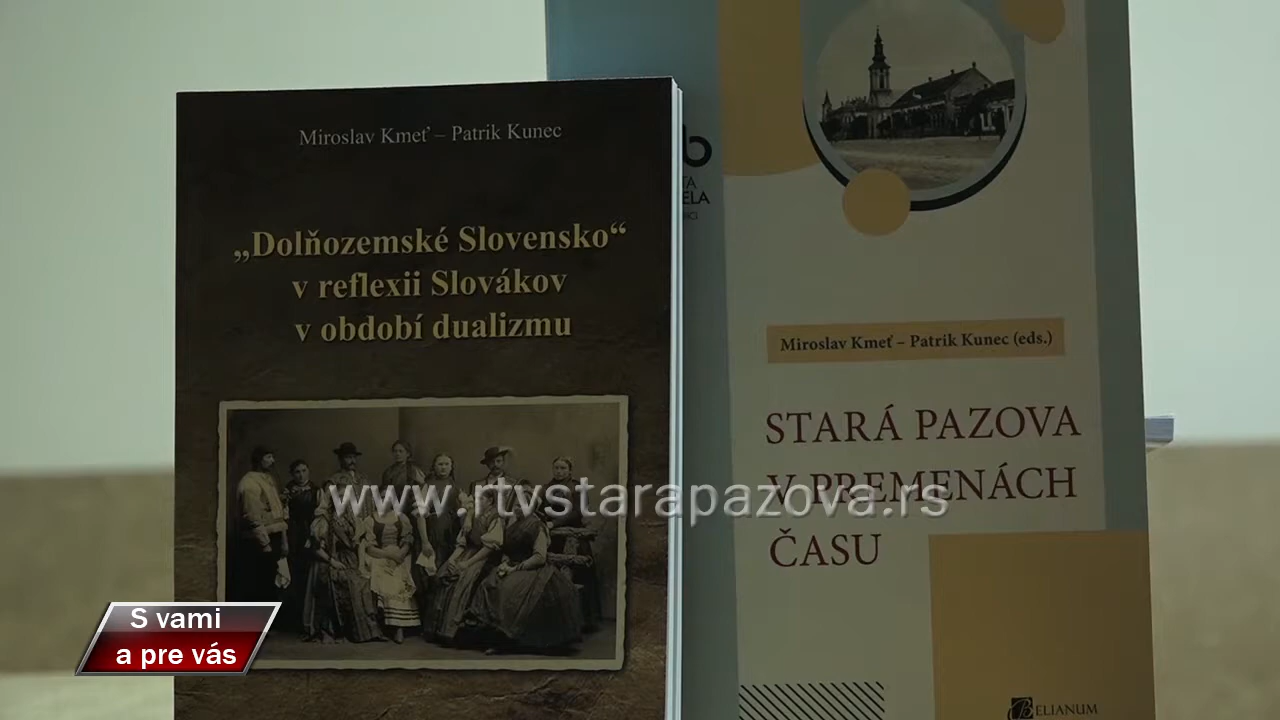 Miroslav Kmeť – Patrik Kunec
„Dolňozemské Slovensko“
v reflexii Slovákov
v období dualizmu
Miroslav Kmeť – Patrik Kunec (eds.)
STARÁ PAZOVA
V PREMENÁCH
ČASU
BELIANUM
www.rtvstarapazova.rs
S vami
a pre vás